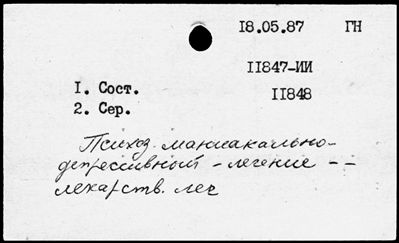 18.05.87 ГН
11847-ИИ
1. Сост. 11848
2. Сер.
Психоз маниакально-
депрессивный - лечение --
лекарств. леч